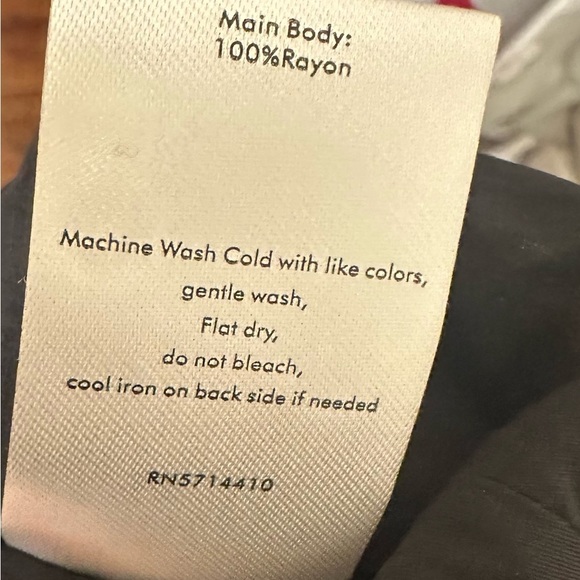 Main Body:
100%Rayon
Machine Wash Cold with like colors,
gentle wash,
Flat dry,
do not bleach,
cool iron on back side if needed
RN5714410